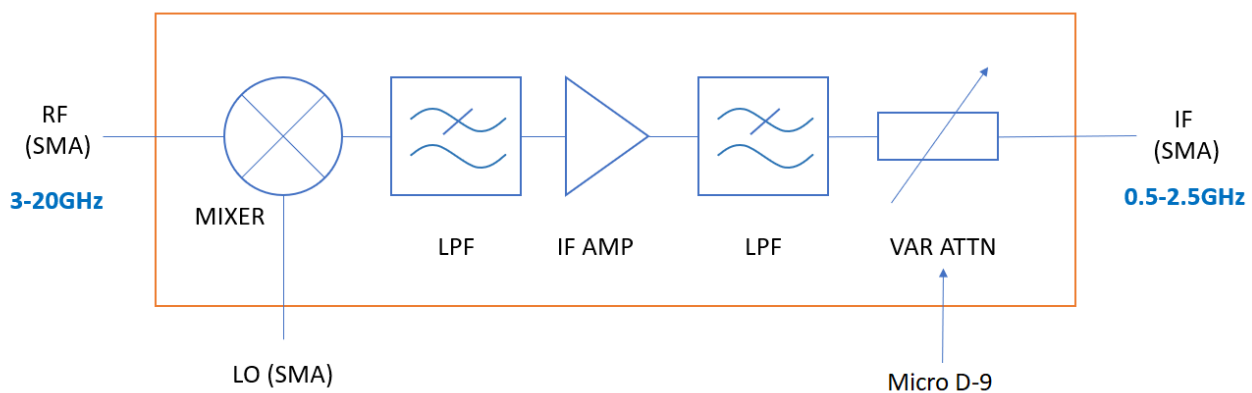 RF
(SMA)
3-20GHz
MIXER
LPF
IF AMP
LPF
VAR ATTN
IF
(SMA)
0.5-2.5GHz
LO (SMA)
Micro D-9